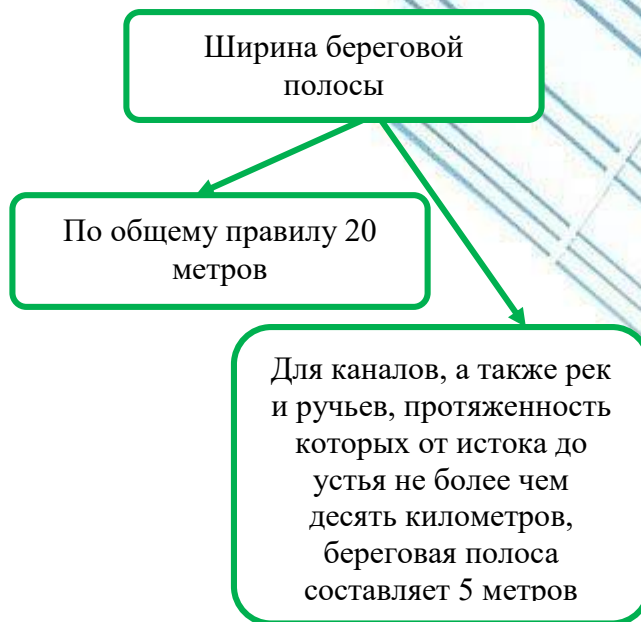 Ширина береговой
полосы
По общему правилу 20
метров
Для каналов, а также рек
и ручьев, протяженность
которых от истока до
устья не более чем
десять километров,
береговая полоса
составляет 5 метров